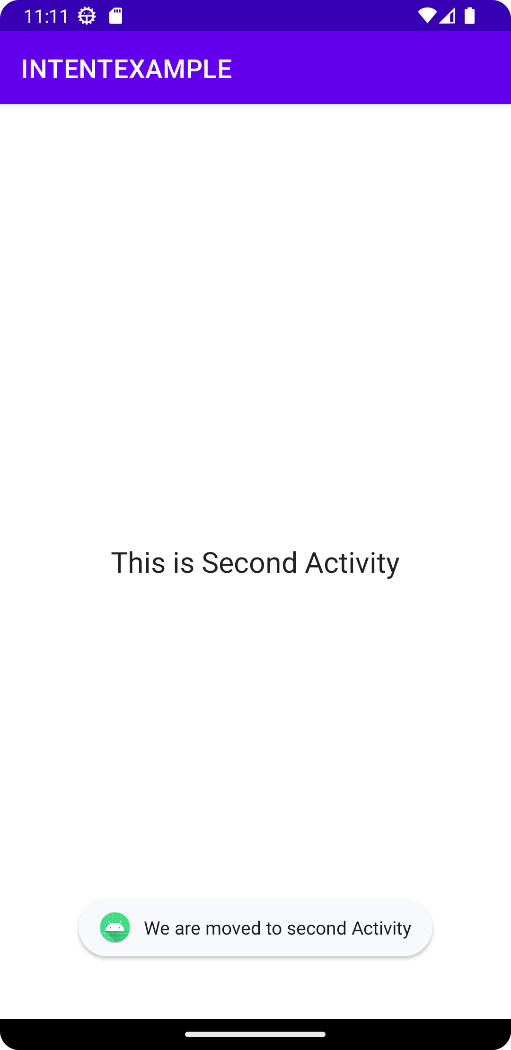 11:11
INTENTEXAMPLE
This is Second Activity
We are moved to second Activity